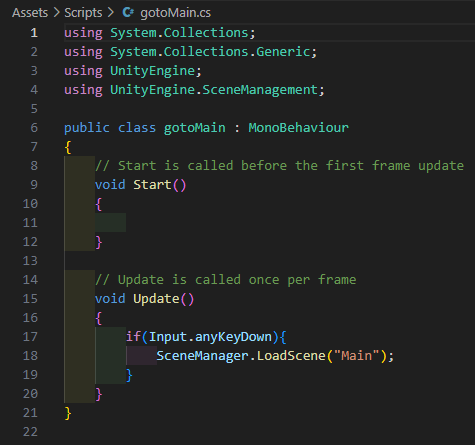 Assets > Scripts > gotoMain.cs
1 using System.Collections;
2 using System.Collections.Generic;
3 using UnityEngine;
4 using UnityEngine.SceneManagement;
5
6 public class gotoMain : MonoBehaviour
7 {
8     // Start is called before the first frame update
9     void Start()
10     {
11
12     }
13
14     // Update is called once per frame
15     void Update()
16     {
17         if(Input.anyKeyDown){
18             SceneManager.LoadScene("Main");
19         }
20     }
21 }
22